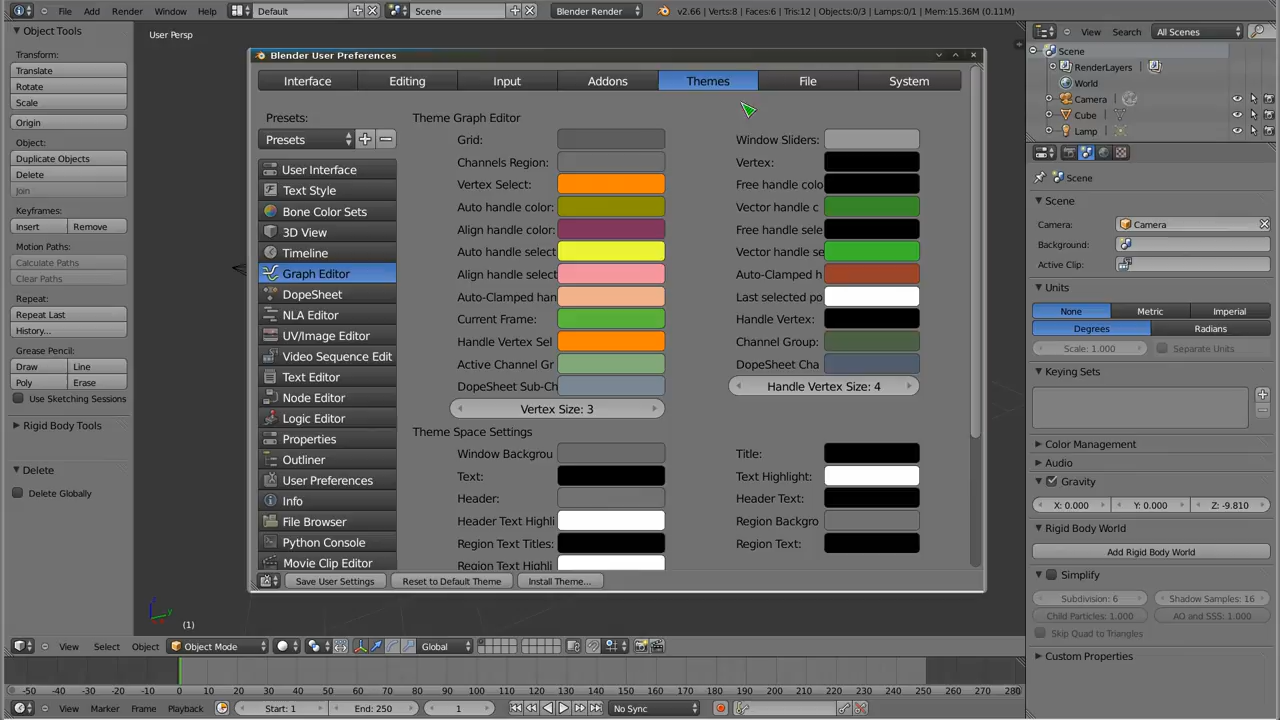 File Add Render Window Help Default Scene Blender Render v2.66 | Verts:8 | Faces:6 | Tris:12 | Objects:0/3 | Lamps:0/1 | Mem:15.36M (0.11M)
Object Tools
Transform:
Translate
Rotate
Scale
Origin
Object:
Duplicate Objects
Delete
Join
Keyframes:
Insert Remove
Motion Paths:
Calculate Paths
Clear Paths
Repeat:
Repeat Last
History...
Grease Pencil:
Draw Line
Poly Erase
Use Sketching Sessions
Rigid Body Tools
Delete
Delete Globally
User Persp
(1)
Blender User Preferences
Interface Editing Input Addons Themes File System
Presets:
Presets
User Interface
Text Style
Bone Color Sets
3D View
Timeline
Graph Editor
DopeSheet
NLA Editor
UV/Image Editor
Video Sequence Edit
Text Editor
Node Editor
Logic Editor
Properties
Outliner
User Preferences
Info
File Browser
Python Console
Movie Clip Editor
Theme Graph Editor
Grid: Window Sliders:
Channels Region: Vertex:
Vertex Select: Free handle colo
Auto handle color: Vector handle c
Align handle color: Free handle sele
Auto handle select Vector handle se
Align handle select Auto-Clamped h
Auto-Clamped han Last selected po
Current Frame: Handle Vertex:
Handle Vertex Sel Channel Group:
Active Channel Gr DopeSheet Cha
DopeSheet Sub-Ch Handle Vertex Size: 4
Vertex Size: 3
Theme Space Settings
Window Backgrou Title:
Text: Text Highlight:
Header: Header Text:
Header Text Highli Region Backgro
Region Text Titles: Region Text:
Region Text Highli
Save User Settings Reset to Default Theme Install Theme...
View Search All Scenes
Scene
RenderLayers
World
Camera
Cube
Lamp
Scene
Scene
Camera: Camera
Background:
Active Clip:
Units
None Metric Imperial
Degrees Radians
Scale: 1.000 Separate Units
Keying Sets
Color Management
Audio
Gravity
X: 0.000 Y: 0.000 Z: -9.810
Rigid Body World
Add Rigid Body World
Simplify
Subdivision: 6 Shadow Samples: 16
Child Particles: 1.000 AO and SSS: 1.000
Skip Quad to Triangles
Custom Properties
View Select Object Object Mode Global
-50 -40 -30 -20 -10 0 10 20 30 40 50 60 70 80 90 100 110 120 130 140 150 160 170 180 190 200 210 220 230 240 250 260 270 280
View Marker Frame Playback Start: 1 End: 250 1 No Sync